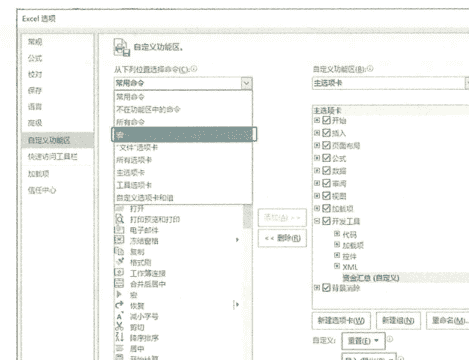 Excel 选项
常规
公式
校对
保存
语言
高级
自定义功能区
快速访问工具栏
加载项
信任中心
自定义功能区。
从下列位置选择命令(C):
常用命令
常用命令
不在功能区中的命令
所有命令
宏
"文件"选项卡
所有选项卡
主选项卡
工具选项卡
自定义选项卡和组
打开
打印预览和打印
电子邮件
冻结窗格
复制
格式刷
工作簿连接
合并后居中
宏
恢复
减小字号
剪切
降序排序
居中
开始计算
添加(A) >>
<< 删除(R)
自定义功能区(B):
主选项卡
主选项卡
开始
插入
页面布局
公式
数据
审阅
视图
加载项
开发工具
代码
加载项
控件
XML
资金汇总 (自定义)
背景消除
新建选项卡(W)
新建组(N)
重命名(M)...
自定义:
重置(E)